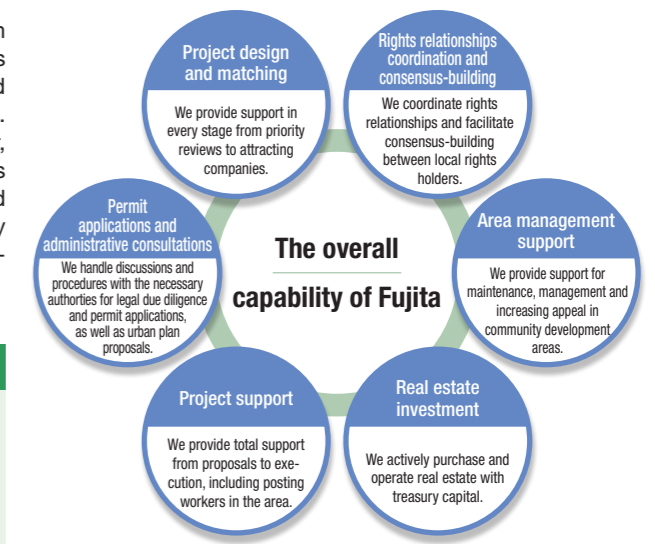 Project design
and matching
We provide support in
every stage from priority
reviews to attracting
companies.
Rights relationships
coordination and
consensus-building
We coordinate rights
relationships and facilitate
consensus-building
between local rights
holders.
Permit
applications and
administrative consultations
We handle discussions and
procedures with the necessary
authorties for legal due diligence
and permit applications,
as well as urban plan
proposals.
The overall
capability of Fujita
Area management
support
We provide support for
maintenance, management and
increasing appeal in
community development
areas.
Project support
We provide total support
from proposals to exe-
cution, including posting
workers in the area.
Real estate
investment
We actively purchase and
operate real estate with
treasury capital.